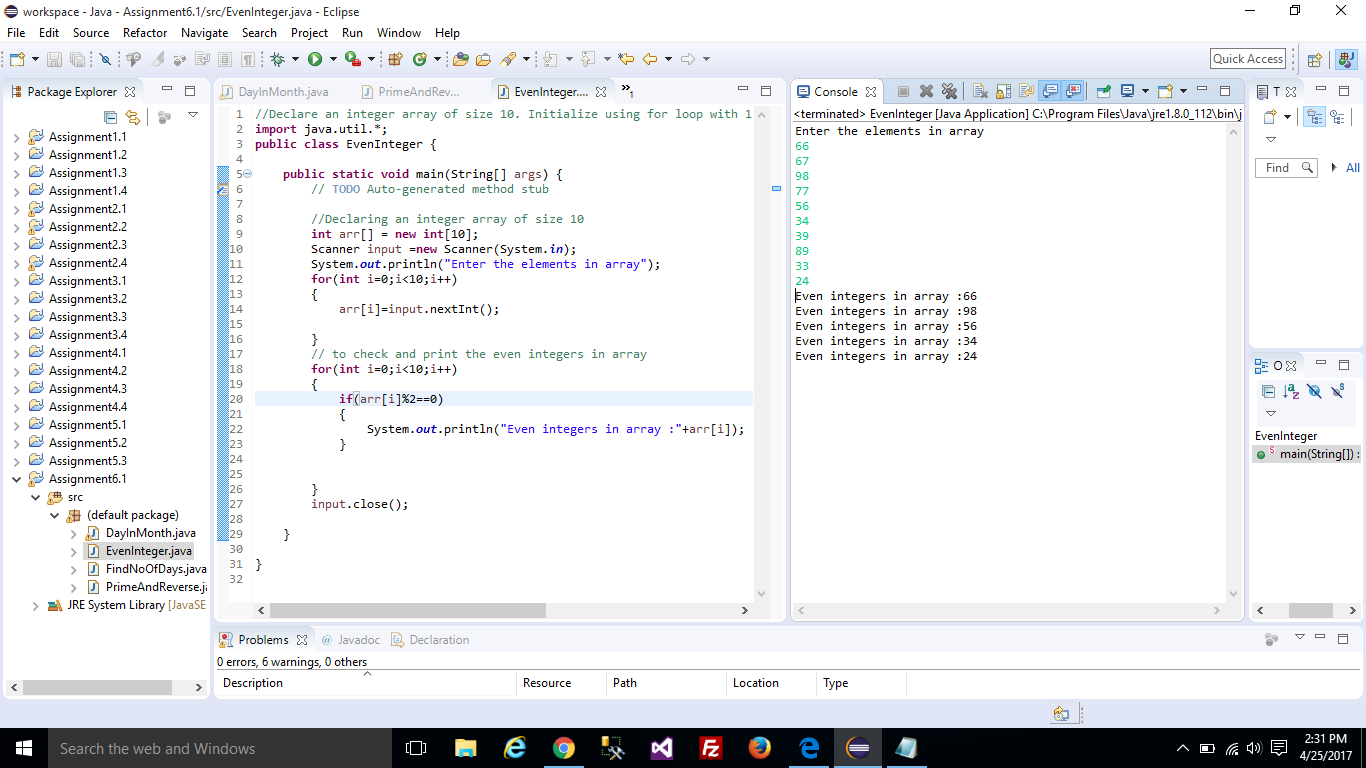 workspace - Java - Assignment6.1/src/EvenInteger.java - Eclipse
File Edit Source Refactor Navigate Search Project Run Window Help
Quick Access
Package Explorer
Assignment1.1
Assignment1.2
Assignment1.3
Assignment1.4
Assignment2.1
Assignment2.2
Assignment2.3
Assignment2.4
Assignment3.1
Assignment3.2
Assignment3.3
Assignment3.4
Assignment4.1
Assignment4.2
Assignment4.3
Assignment4.4
Assignment5.1
Assignment5.2
Assignment5.3
Assignment6.1
src
(default package)
DayInMonth.java
EvenInteger.java
FindNoOfDays.java
PrimeAndReverse.ja
JRE System Library [JavaSE
DayInMonth.java PrimeAndRev... EvenInteger.... »1
1 //Declare an integer array of size 10. Initialize using for loop with 1
2 import java.util.*;
3 public class EvenInteger {
4
5 public static void main(String[] args) {
6 // TODO Auto-generated method stub
7
8 //Declaring an integer array of size 10
9 int arr[] = new int[10];
10 Scanner input =new Scanner(System.in);
11 System.out.println("Enter the elements in array");
12 for(int i=0;i<10;i++)
13 {
14 arr[i]=input.nextInt();
15
16 }
17 // to check and print the even integers in array
18 for(int i=0;i<10;i++)
19 {
20 if(arr[i]%2==0)
21 {
22 System.out.println("Even integers in array :"+arr[i]);
23 }
24
25
26 }
27 input.close();
28
29 }
30
31 }
32
Console
<terminated> EvenInteger [Java Application] C:\Program Files\Java\jre1.8.0_112\bin\j
Enter the elements in array
66
67
98
77
56
34
39
89
33
24
Even integers in array :66
Even integers in array :98
Even integers in array :56
Even integers in array :34
Even integers in array :24
T
Find All
O
EvenInteger
main(String[]) :
Problems @ Javadoc Declaration
0 errors, 6 warnings, 0 others
Description Resource Path Location Type
Search the web and Windows
2:31 PM
4/25/2017